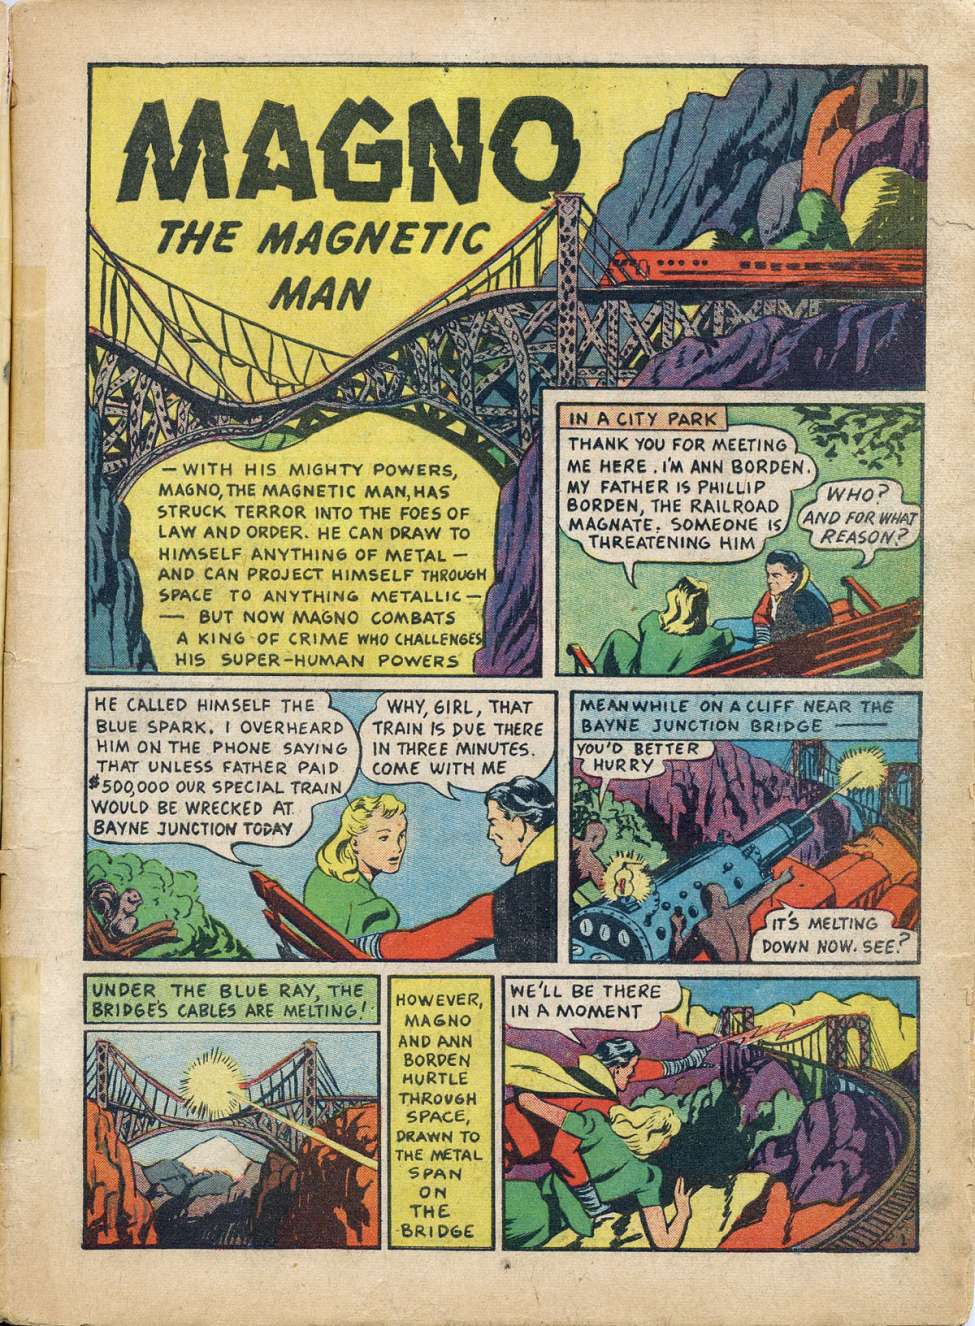 MAGNO
THE MAGNETIC
MAN
— WITH HIS MIGHTY POWERS,
MAGNO, THE MAGNETIC MAN, HAS
STRUCK TERROR INTO THE FOES OF
LAW AND ORDER. HE CAN DRAW TO
HIMSELF ANYTHING OF METAL —
AND CAN PROJECT HIMSELF THROUGH
SPACE TO ANYTHING METALLIC —
— BUT NOW MAGNO COMBATS
A KING OF CRIME WHO CHALLENGES
HIS SUPER-HUMAN POWERS
IN A CITY PARK
THANK YOU FOR MEETING
ME HERE. I'M ANN BORDEN.
MY FATHER IS PHILLIP
BORDEN, THE RAILROAD
MAGNATE. SOMEONE IS
THREATENING HIM
WHO?
AND FOR WHAT
REASON?
HE CALLED HIMSELF THE
BLUE SPARK. I OVERHEARD
HIM ON THE PHONE SAYING
THAT UNLESS FATHER PAID
$500,000 OUR SPECIAL TRAIN
WOULD BE WRECKED AT
BAYNE JUNCTION TODAY
WHY, GIRL, THAT
TRAIN IS DUE THERE
IN THREE MINUTES.
COME WITH ME
MEANWHILE ON A CLIFF NEAR THE
BAYNE JUNCTION BRIDGE —
YOU'D BETTER
HURRY
IT'S MELTING
DOWN NOW. SEE?
UNDER THE BLUE RAY, THE
BRIDGE'S CABLES ARE MELTING!
HOWEVER,
MAGNO
AND ANN
BORDEN
HURTLE
THROUGH
SPACE,
DRAWN TO
THE METAL
SPAN
ON
THE
BRIDGE
WE'LL BE THERE
IN A MOMENT